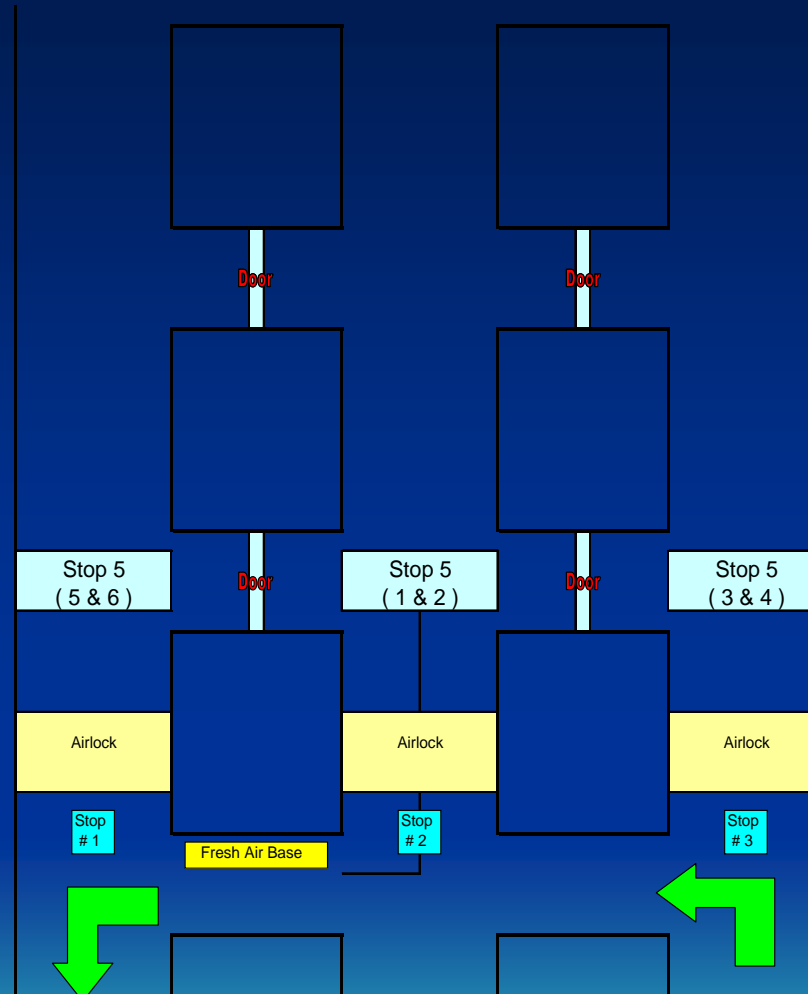 Door
Door
Stop 5
( 5 & 6 )
Door
Stop 5
( 1 & 2 )
Door
Stop 5
( 3 & 4 )
Airlock
Airlock
Airlock
Stop
# 1
Stop
# 2
Stop
# 3
Fresh Air Base